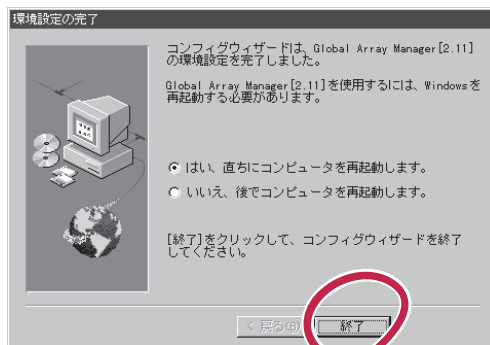 環境設定の完了
コンフィグウィザードは、Global Array Manager[2.11]
の環境設定を完了しました。
Global Array Manager[2.11]を使用するには、Windowsを
再起動する必要があります。
はい、直ちにコンピュータを再起動します。
いいえ、後でコンピュータを再起動します。
[終了]をクリックして、コンフィグウィザードを終了
してください。
< 戻る(B)
終了